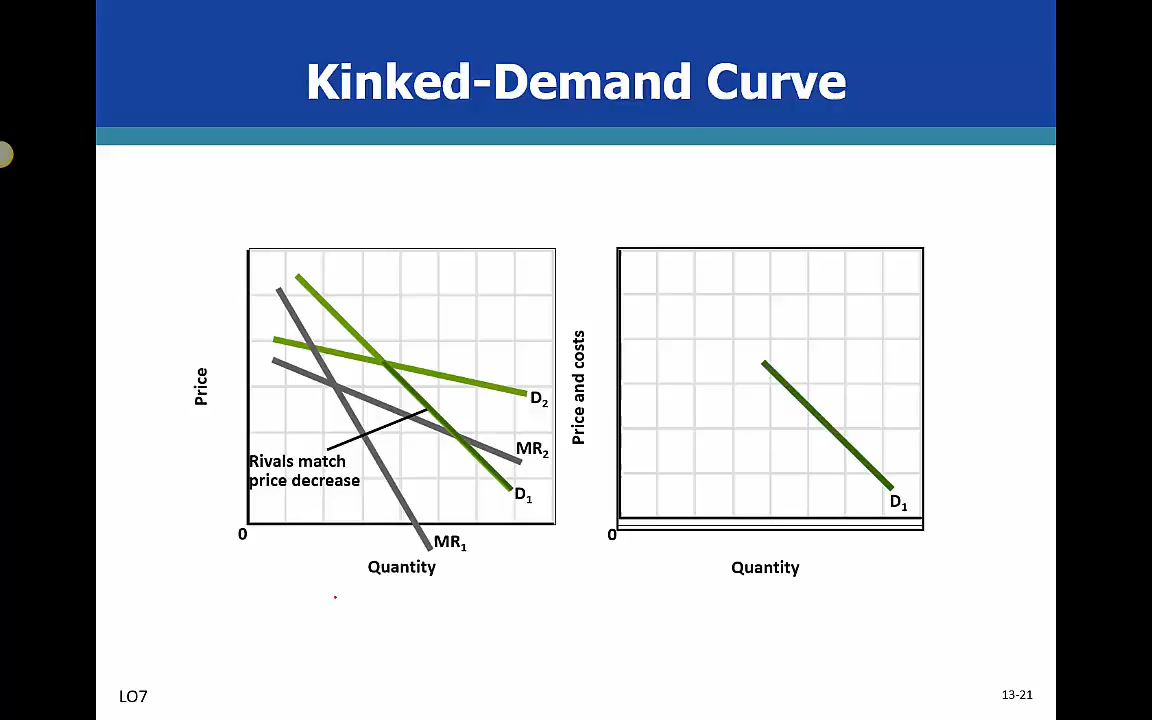 Kinked-Demand Curve
Price
D2
MR2
Rivals match
price decrease
D1
0
MR1
Quantity
Price and costs
D1
0
Quantity
LO7
13-21